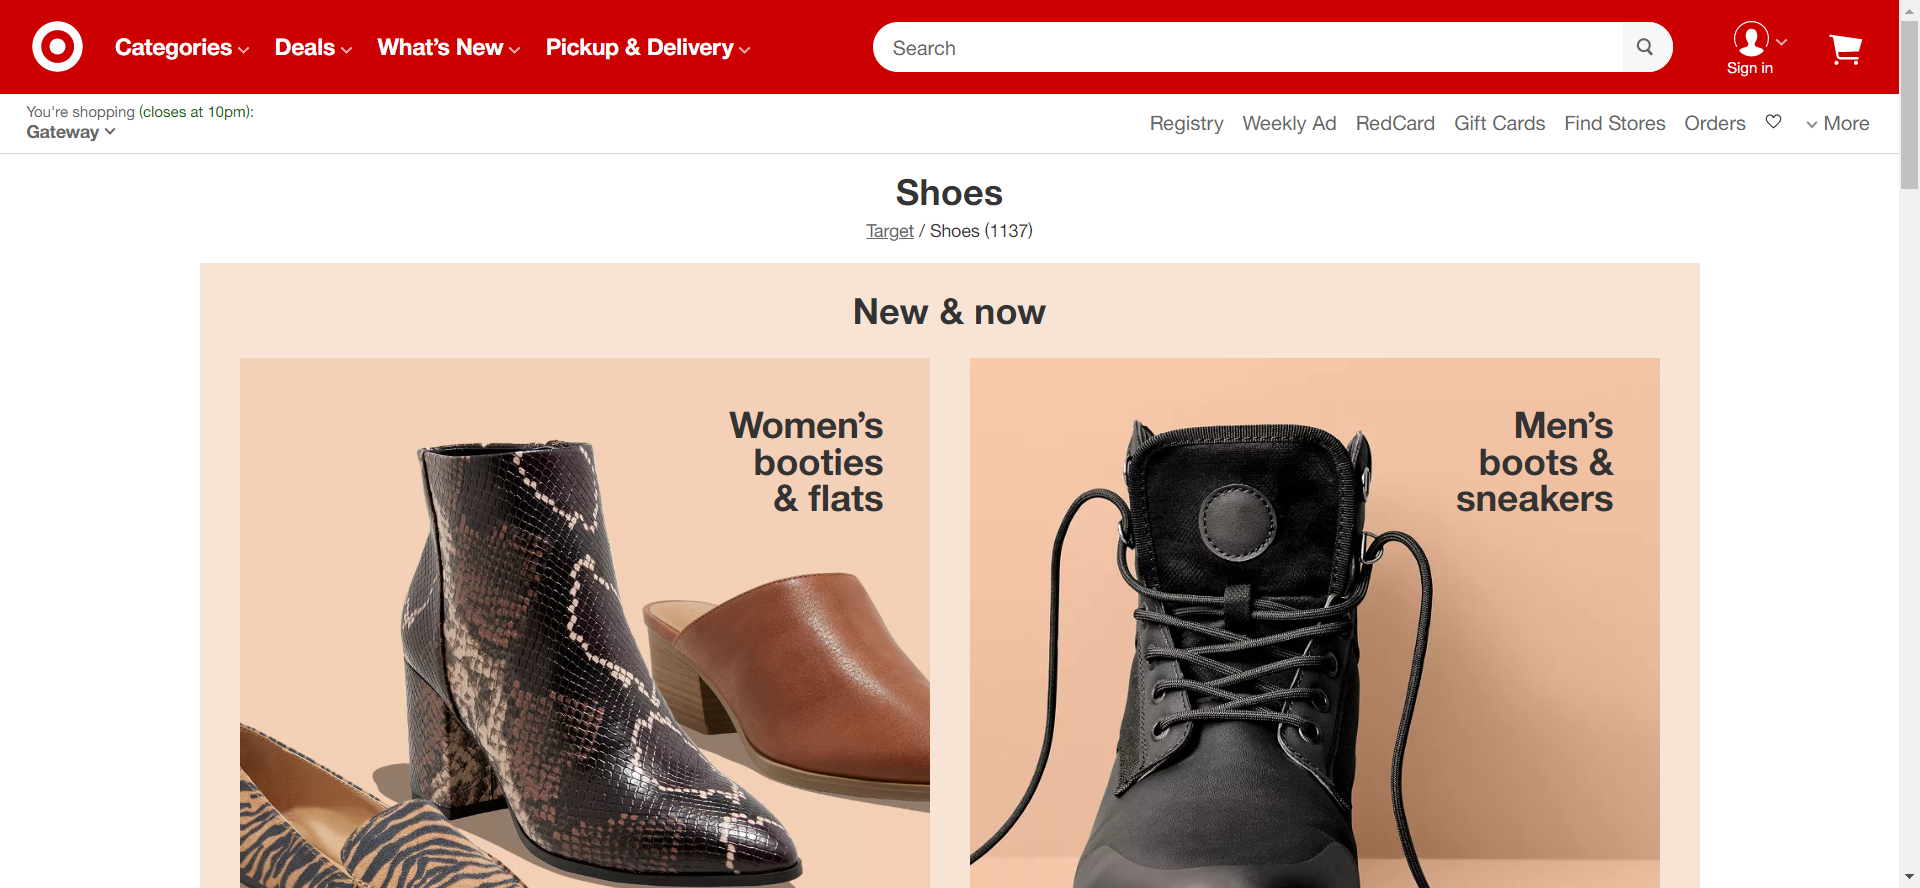 Categories
Deals
What's New
Pickup & Delivery
Search
Sign in
You're shopping (closes at 10pm):
Gateway
Registry
Weekly Ad
RedCard
Gift Cards
Find Stores
Orders
More
Shoes
Target / Shoes (1137)
New & now
Women's
booties
& flats
Men's
boots &
sneakers